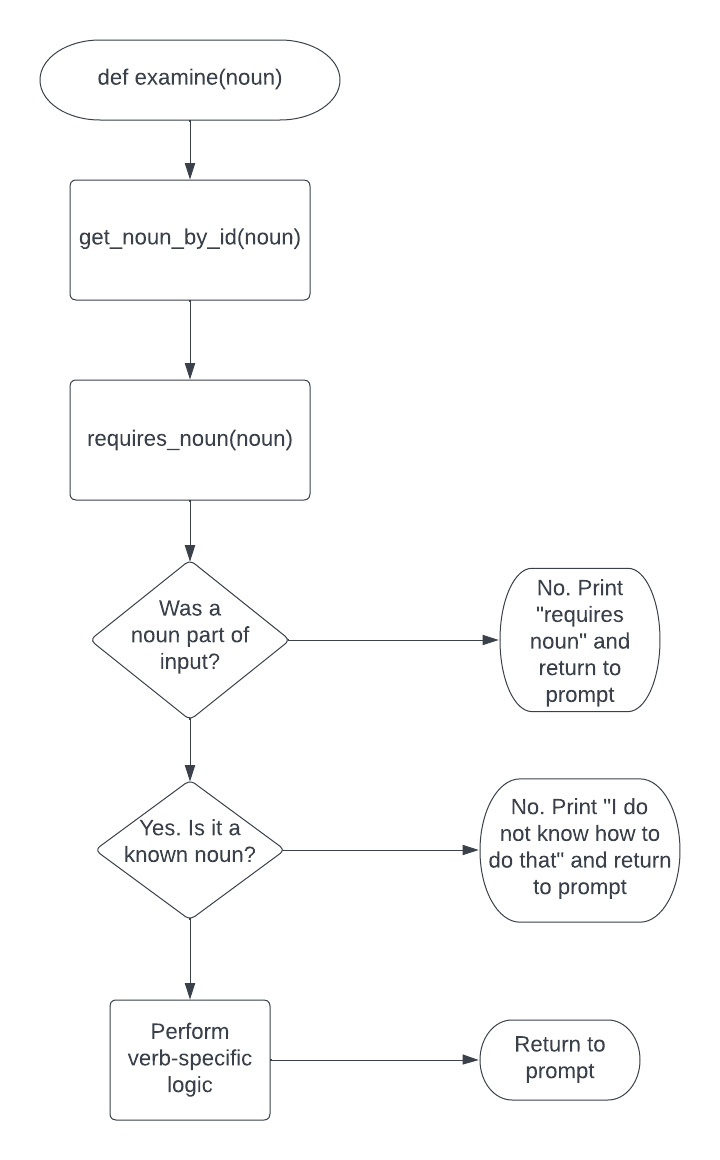 def examine(noun)
get_noun_by_id(noun)
requires_noun(noun)
Was a
noun part of
input?
No. Print
"requires
noun" and
return to
prompt
Yes. Is it a
known noun?
No. Print "I do
not know how to
do that" and return
to prompt
Perform
verb-specific
logic
Return to
prompt